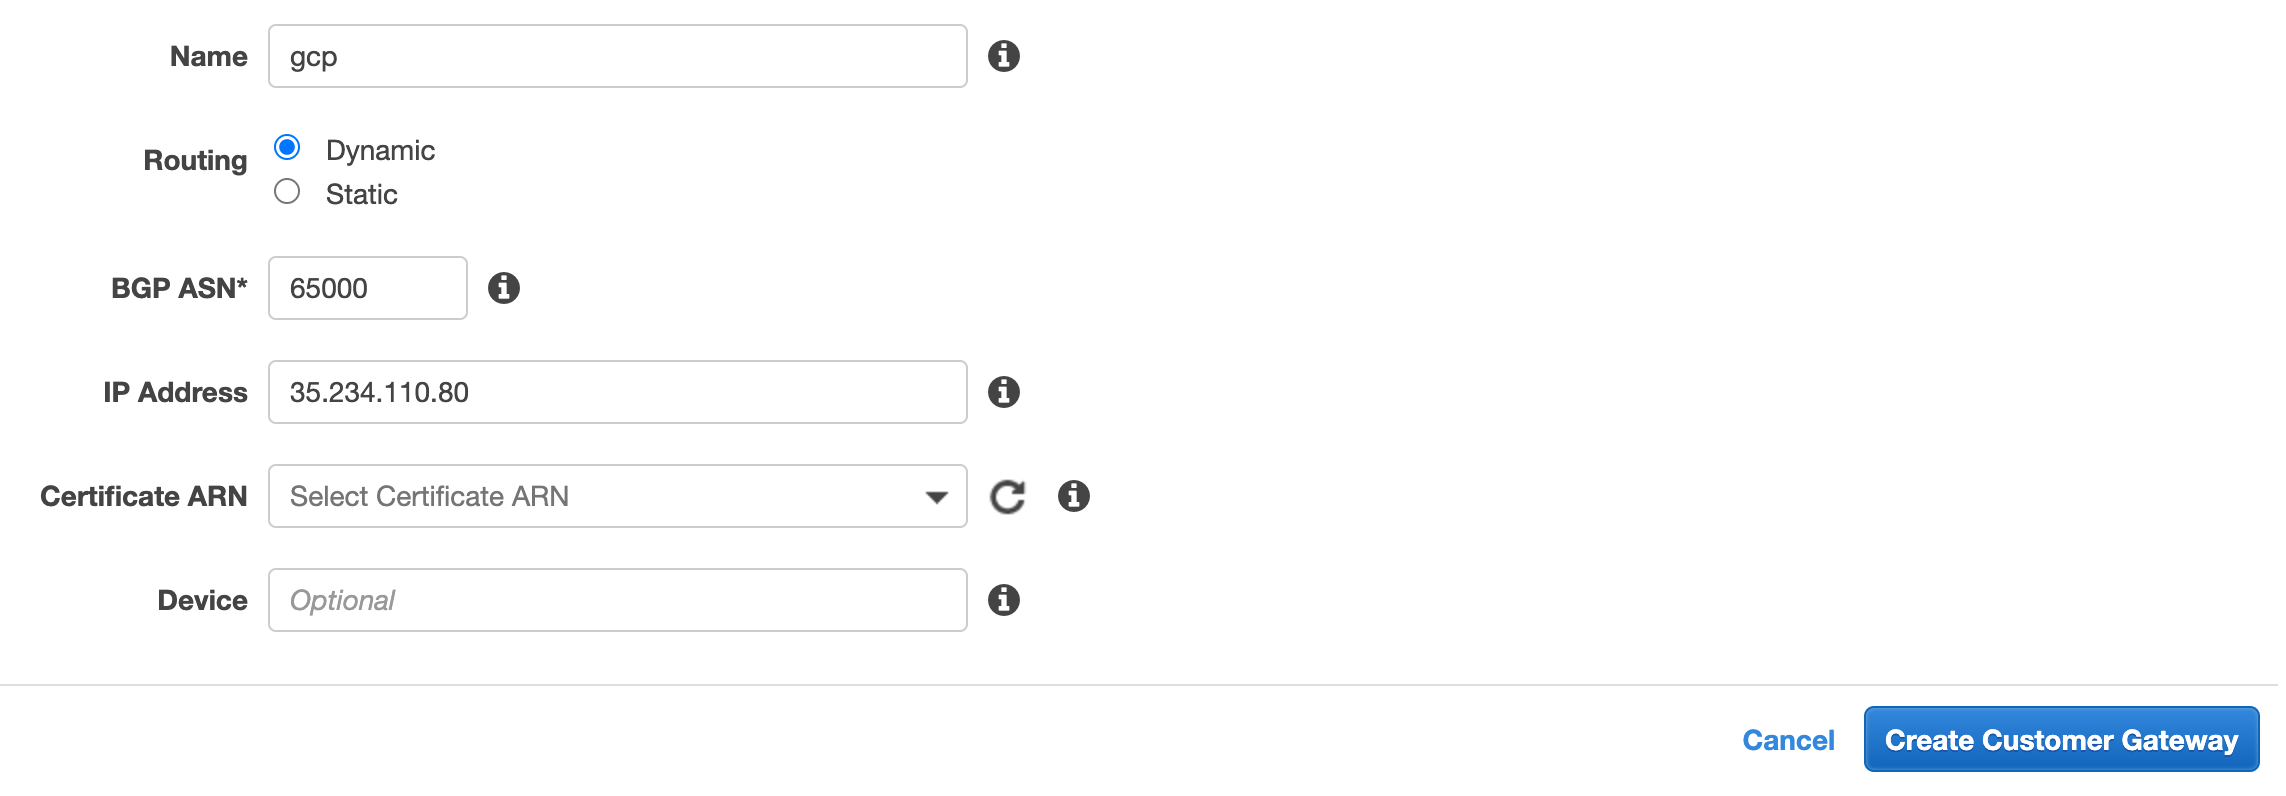 Name gcp
Routing Dynamic
Static
BGP ASN* 65000
IP Address 35.234.110.80
Certificate ARN Select Certificate ARN
Device Optional
Cancel Create Customer Gateway